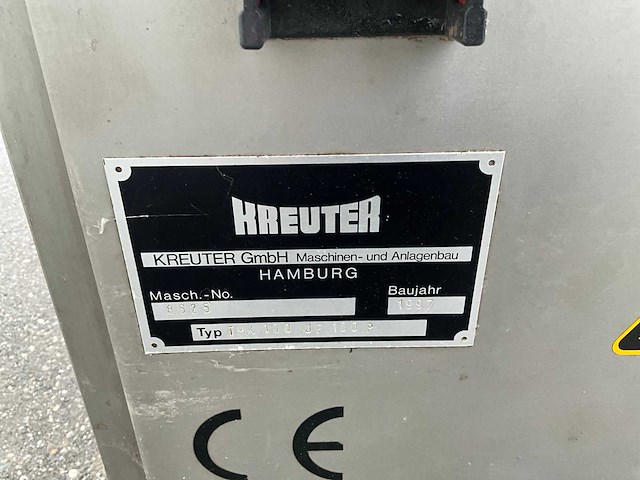 KREUTER
KREUTER GmbH Maschinen- und Anlagenbau
HAMBURG
Masch.-No.
Baujahr
1997
Typ
CE